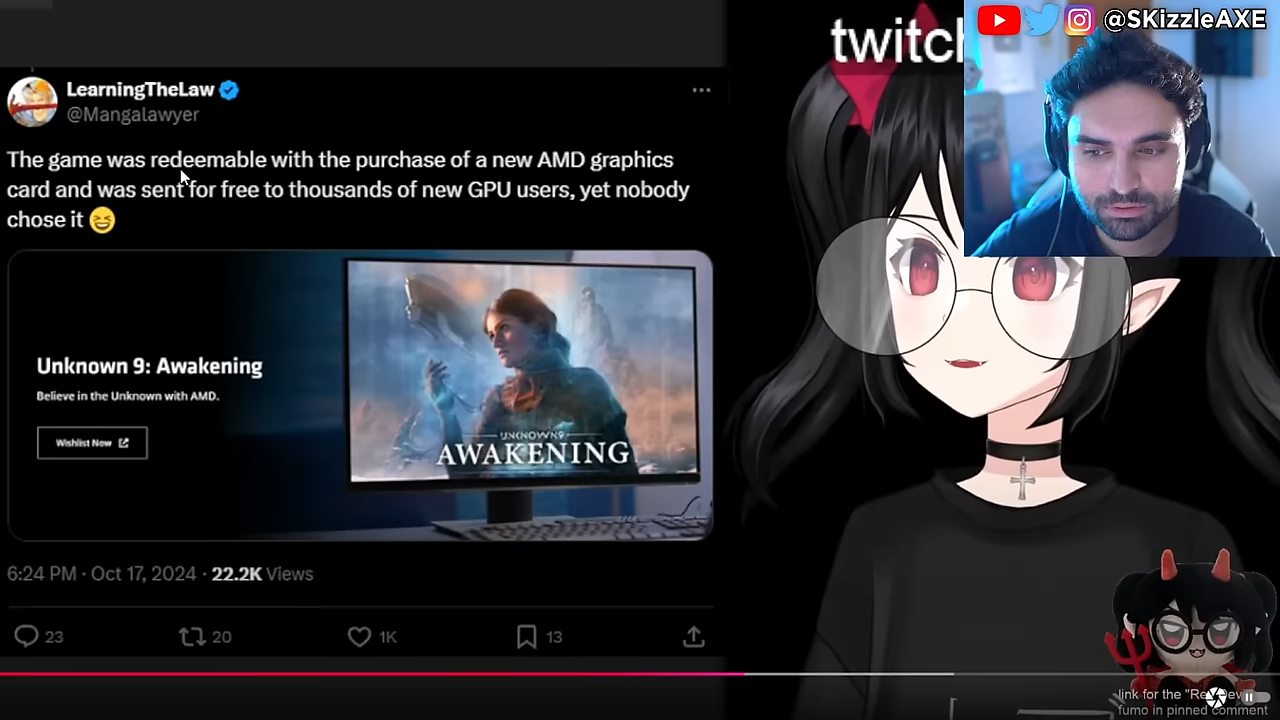 twitch
@SKizzleAXE
LearningTheLaw
@Mangalawyer
The game was redeemable with the purchase of a new AMD graphics
card and was sent for free to thousands of new GPU users, yet nobody
chose it
Unknown 9: Awakening
Believe in the Unknown with AMD.
Wishlist Now
UNKNOWN9
AWAKENING
6:24 PM · Oct 17, 2024 · 22.2K Views
23
20
1K
13
link for the "Re
fumo in pinned comment